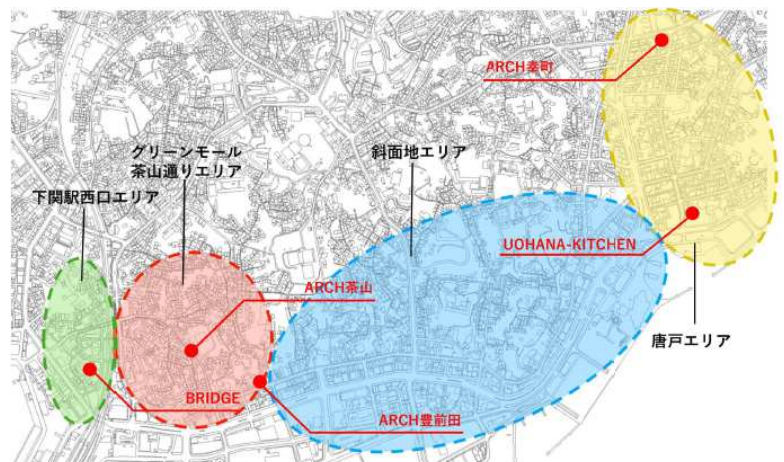 ARCH幸町
グリーンモール
茶山通りエリア
斜面地エリア
下関駅西口エリア
UOHANA-KITCHEN
ARCH茶山
唐戸エリア
BRIDGE
ARCH豊前田